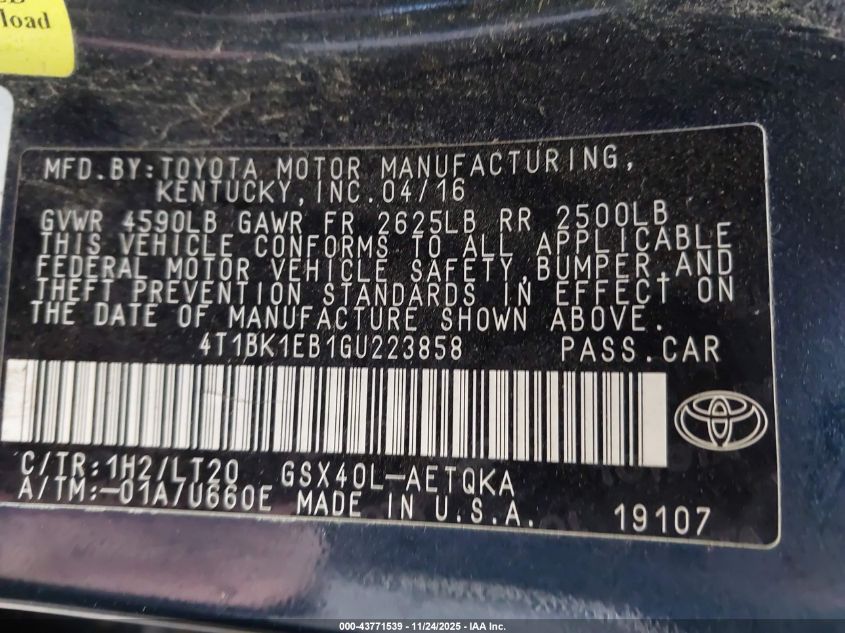 load
MFD.BY:TOYOTA MOTOR MANUFACTURING,
KENTUCKY, INC. 04/16
GVWR 4590LB GAWR FR 2625LB RR 2500LB
THIS VEHICLE CONFORMS TO ALL APPLICABLE
FEDERAL MOTOR VEHICLE SAFETY, BUMPER, AND
THEFT PREVENTION STANDARDS IN EFFECT ON
THE DATE OF MANUFACTURE SHOWN ABOVE.
4T1BK1EB1GU223858 PASS.CAR
C/TR:1H2/LT20 GSX40L-AETQKA
A/TM:-01A/U660E MADE IN U.S.A. 19107
000-43771539 - 11/24/2025 - IAA Inc.